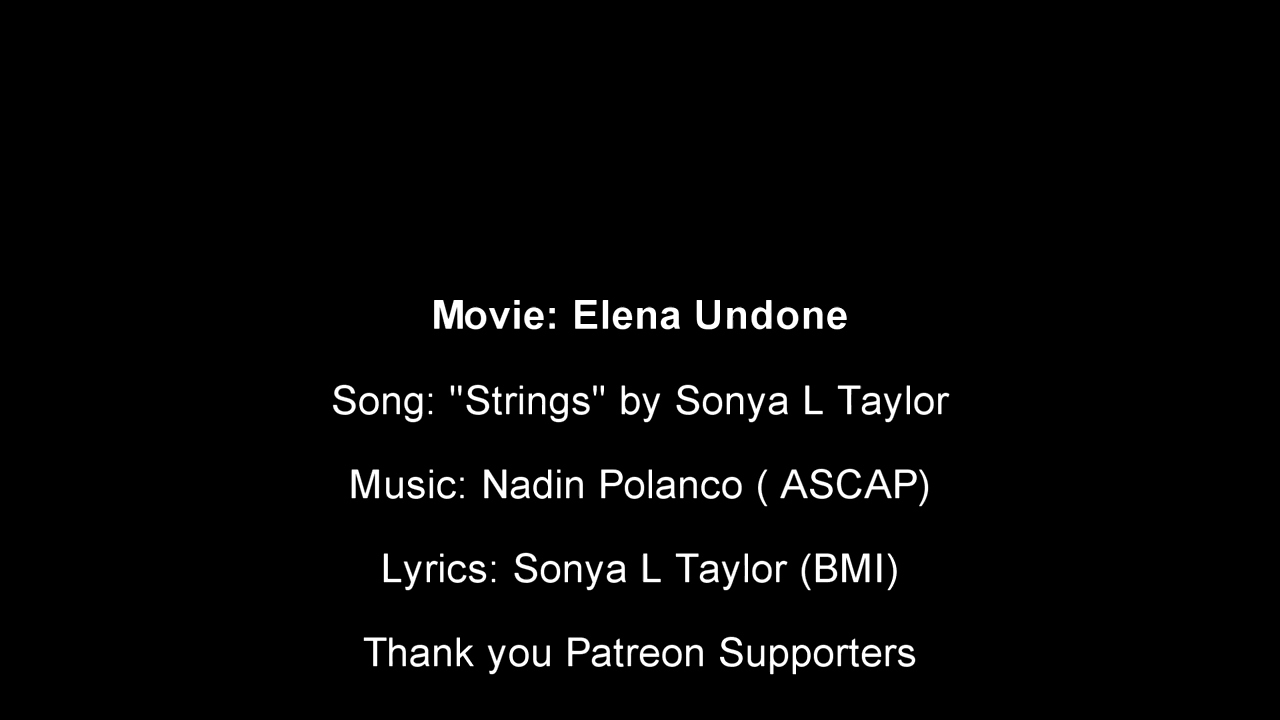 Movie: Elena Undone
Song: "Strings" by Sonya L Taylor
Music: Nadin Polanco ( ASCAP)
Lyrics: Sonya L Taylor (BMI)
Thank you Patreon Supporters